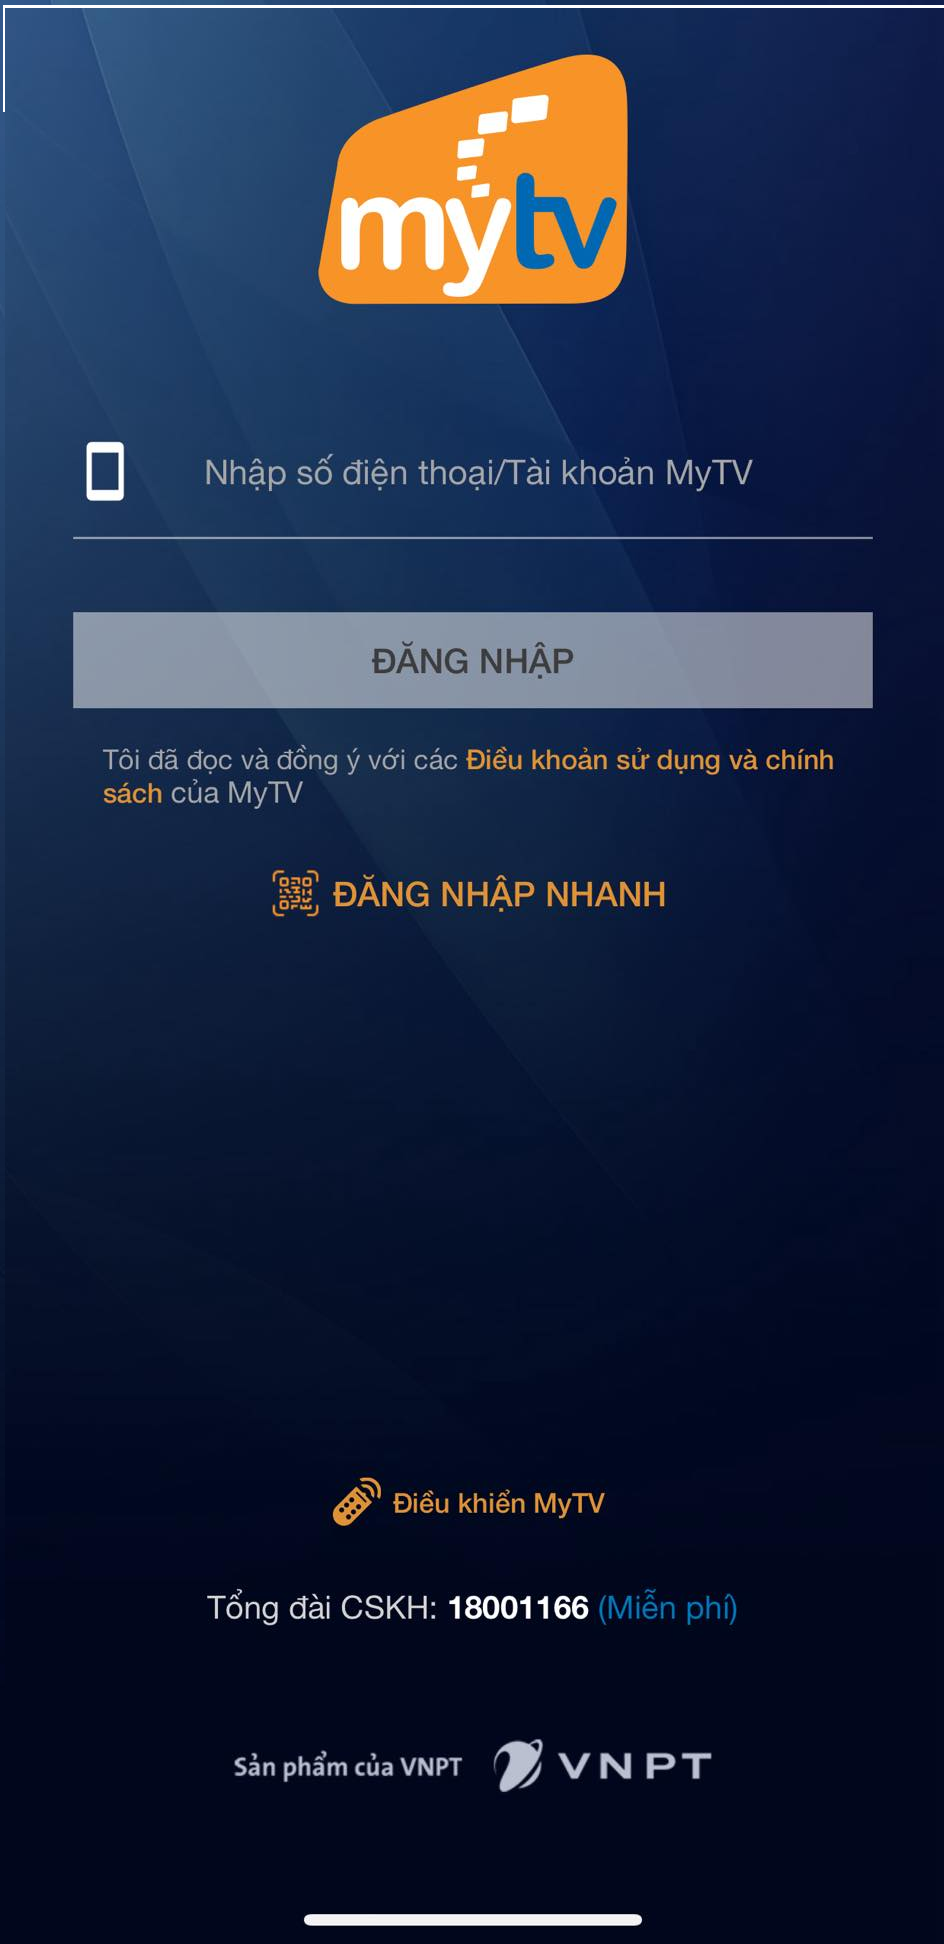 mytv
Nhập số điện thoại/Tài khoản MyTV
ĐĂNG NHẬP
Tôi đã đọc và đồng ý với các Điều khoản sử dụng và chính
sách của MyTV
ĐĂNG NHẬP NHANH
Điều khiển MyTV
Tổng đài CSKH: 18001166 (Miễn phí)
Sản phẩm của VNPT VNPT